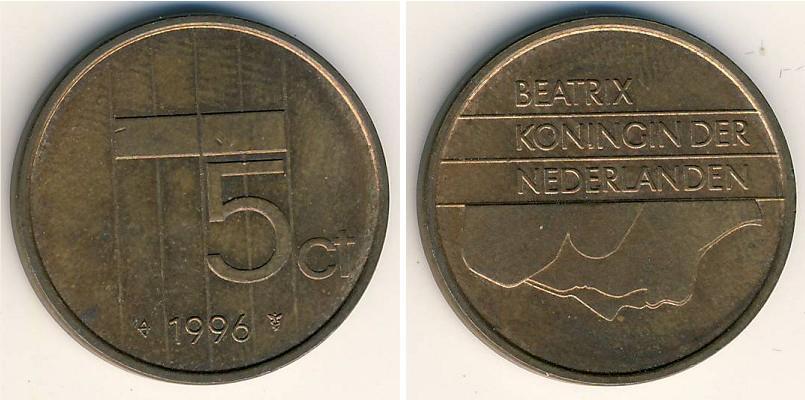 5
ct
1996
BEATRIX
KONINGIN DER
NEDERLANDEN